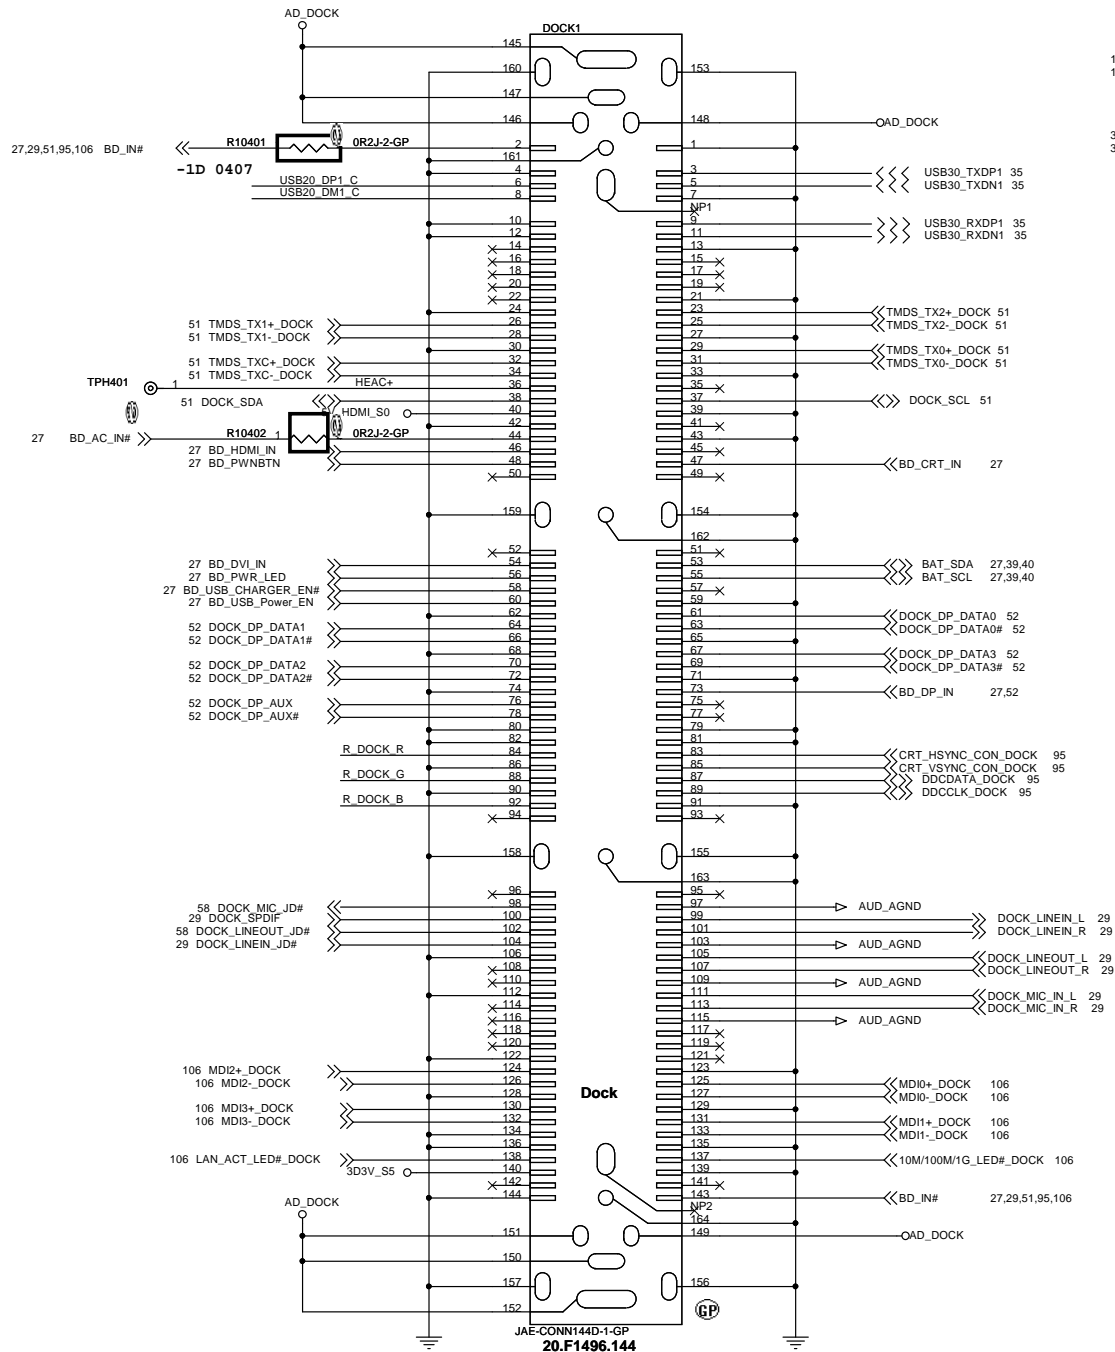 AD_DOCK
DOCK1
145
160 153
147
146 148 AD_DOCK
27,29,51,95,106 BD_IN# R10401 0R2J-2-GP 2 1
-1D 0407 161
4 3 USB30_TXDP1 35
USB20_DP1_C 6 5 USB30_TXDN1 35
USB20_DM1_C 8 7
NP1
10 9 USB30_RXDP1 35
12 11 USB30_RXDN1 35
14 13
16 15
18 17
20 19
22 21
24 23 TMDS_TX2+_DOCK 51
51 TMDS_TX1+_DOCK 26 25 TMDS_TX2-_DOCK 51
51 TMDS_TX1-_DOCK 28 27
30 29 TMDS_TX0+_DOCK 51
51 TMDS_TXC+_DOCK 32 31 TMDS_TX0-_DOCK 51
51 TMDS_TXC-_DOCK 34 33
TPH401 1 HEAC+ 36 35
51 DOCK_SDA 38 37 DOCK_SCL 51
_HDMI_S0 40 39
42 41
27 BD_AC_IN# R10402 1 0R2J-2-GP 44 43
27 BD_HDMI_IN 46 45
27 BD_PWNBTN 48 47 BD_CRT_IN 27
50 49
159 154
162
52 51
27 BD_DVI_IN 54 53 BAT_SDA 27,39,40
27 BD_PWR_LED 56 55 BAT_SCL 27,39,40
27 BD_USB_CHARGER_EN# 58 57
27 BD_USB_Power_EN 60 59
62 61 DOCK_DP_DATA0 52
52 DOCK_DP_DATA1 64 63 DOCK_DP_DATA0# 52
52 DOCK_DP_DATA1# 66 65
68 67 DOCK_DP_DATA3 52
52 DOCK_DP_DATA2 70 69 DOCK_DP_DATA3# 52
52 DOCK_DP_DATA2# 72 71
74 73 BD_DP_IN 27,52
52 DOCK_DP_AUX 76 75
52 DOCK_DP_AUX# 78 77
80 79
82 81
R_DOCK_R 84 83 CRT_HSYNC_CON_DOCK 95
86 85 CRT_VSYNC_CON_DOCK 95
R_DOCK_G 88 87 DDCDATA_DOCK 95
90 89 DDCCLK_DOCK 95
R_DOCK_B 92 91
94 93
158 155
163
96 95
58 DOCK_MIC_JD# 98 97 AUD_AGND
29 DOCK_SPDIF 100 99 DOCK_LINEIN_L 29
58 DOCK_LINEOUT_JD# 102 101 DOCK_LINEIN_R 29
29 DOCK_LINEIN_JD# 104 103 AUD_AGND
106 105 DOCK_LINEOUT_L 29
108 107 DOCK_LINEOUT_R 29
110 109 AUD_AGND
112 111 DOCK_MIC_IN_L 29
114 113 DOCK_MIC_IN_R 29
116 115 AUD_AGND
118 117
120 119
122 121
106 MDI2+_DOCK 124 123
106 MDI2-_DOCK 126 125 MDI0+_DOCK 106
128 Dock 127 MDI0-_DOCK 106
106 MDI3+_DOCK 130 129
106 MDI3-_DOCK 132 131 MDI1+_DOCK 106
134 133 MDI1-_DOCK 106
136 135
106 LAN_ACT_LED#_DOCK 138 137 10M/100M/1G_LED#_DOCK 106
3D3V_S5 140 139
142 141
144 143 BD_IN# 27,29,51,95,106
NP2
AD_DOCK 164
151 149 AD_DOCK
150
157 156
152
GP
JAE-CONN144D-1-GP
20.F1496.144